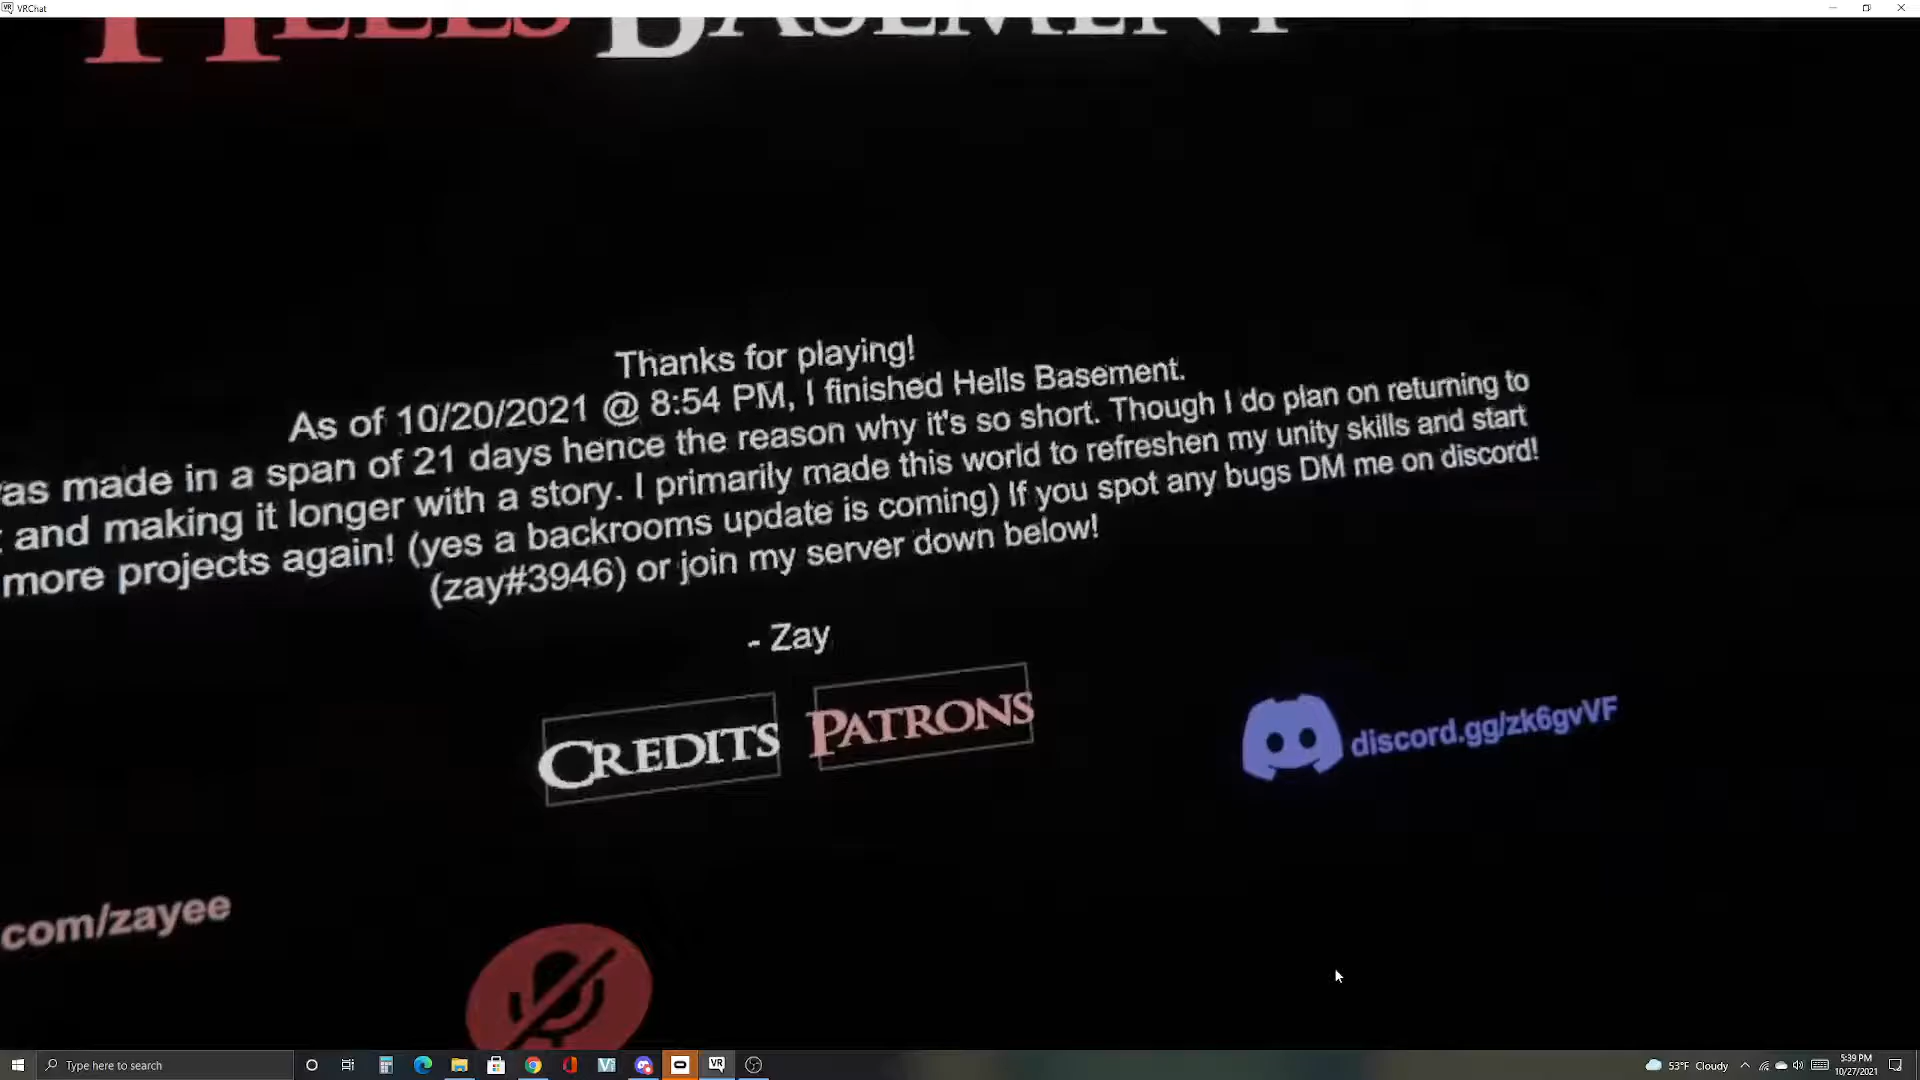 VRChat
HELLS BASEMENT
Thanks for playing!
As of 10/20/2021 @ 8:54 PM, I finished Hells Basement.
as made in a span of 21 days hence the reason why it's so short. Though I do plan on returning to
and making it longer with a story. I primarily made this world to refreshen my unity skills and start
more projects again! (yes a backrooms update is coming) If you spot any bugs DM me on discord!
(zay#3946) or join my server down below!
- Zay
CREDITS
PATRONS
discord.gg/zk6gvVF
com/zayee
Type here to search
53°F Cloudy
5:39 PM
10/27/2021